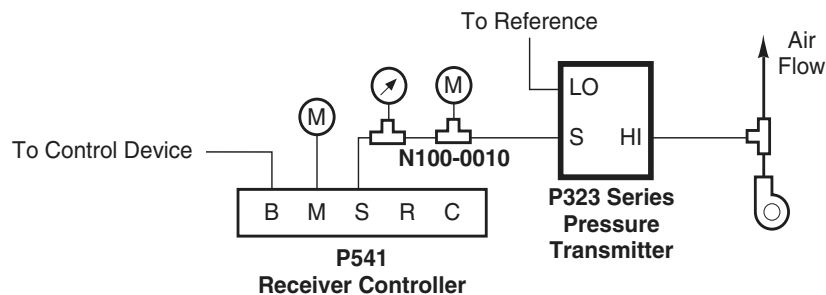 To Reference
Air
Flow
M
M
LO
S HI
To Control Device
N100-0010
P323 Series
Pressure
Transmitter
B M S R C
P541
Receiver Controller